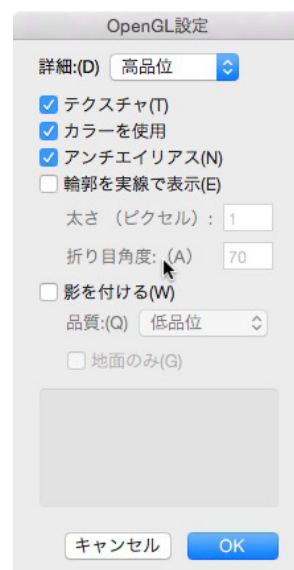 OpenGL設定
詳細:(D) 高品位
テクスチャ(T)
カラーを使用
アンチエイリアス(N)
輪郭を実線で表示(E)
太さ （ピクセル）: 1
折り目角度: (A) 70
影を付ける(W)
品質:(Q) 低品位
地面のみ(G)
キャンセル OK